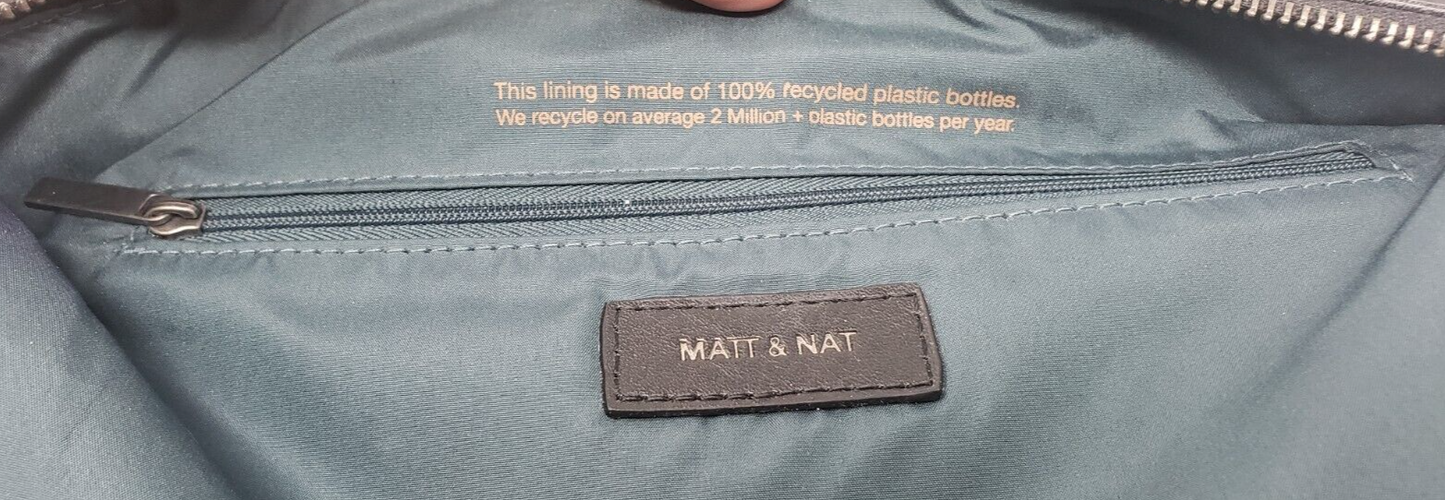 This lining is made of 100% recycled plastic bottles.
We recycle on average 2 Million + plastic bottles per year.
MATT & NAT